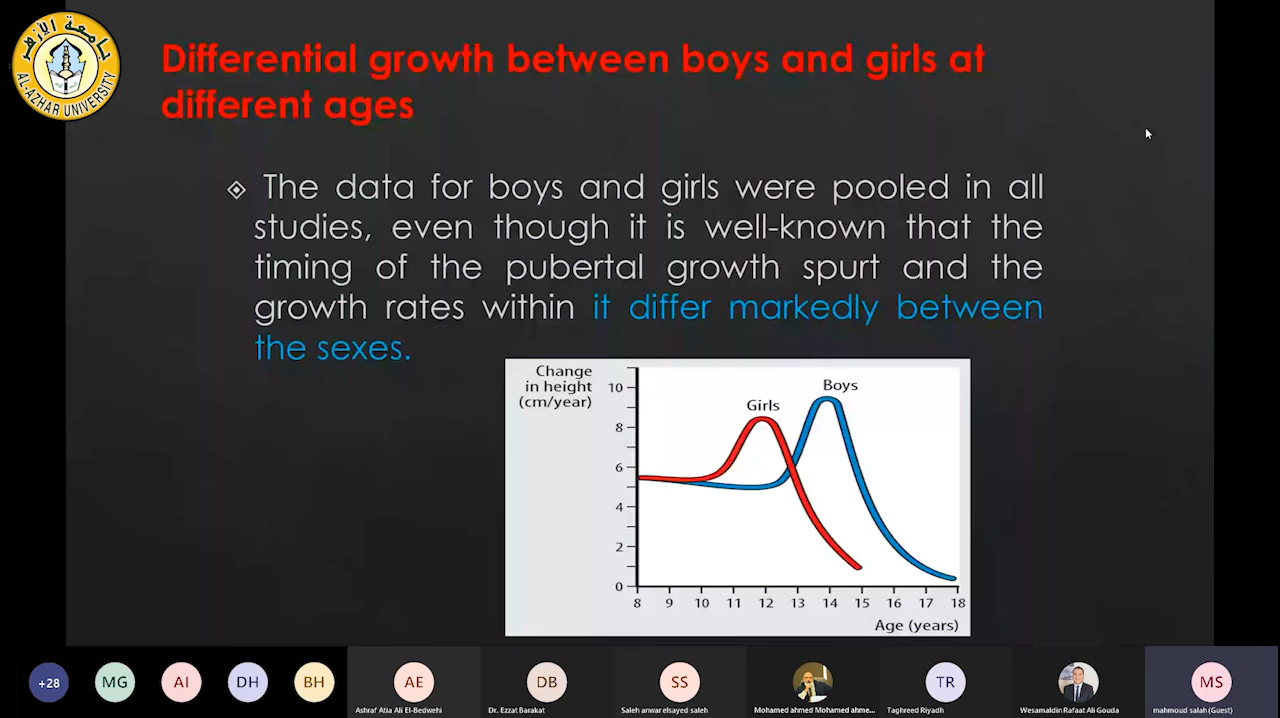 جامعة الأزهر
AL-AZHAR UNIVERSITY
Differential growth between boys and girls at
different ages
The data for boys and girls were pooled in all
studies, even though it is well-known that the
timing of the pubertal growth spurt and the
growth rates within it differ markedly between
the sexes.
Change
in height
(cm/year)
10
8
6
4
2
0
Girls
Boys
8 9 10 11 12 13 14 15 16 17 18
Age (years)
+28
MG
AI
DH
BH
AE
DB
SS
TR
MS
Ashraf Atia Ali El-Bedwehi
Dr. Ezzat Barakat
Saleh anwar elsayed saleh
Mohamed ahmed Mohamed ahme...
Taghreed Riyadh
Wesamaldin Rafaat Ali Gouda
mahmoud salah (Guest)